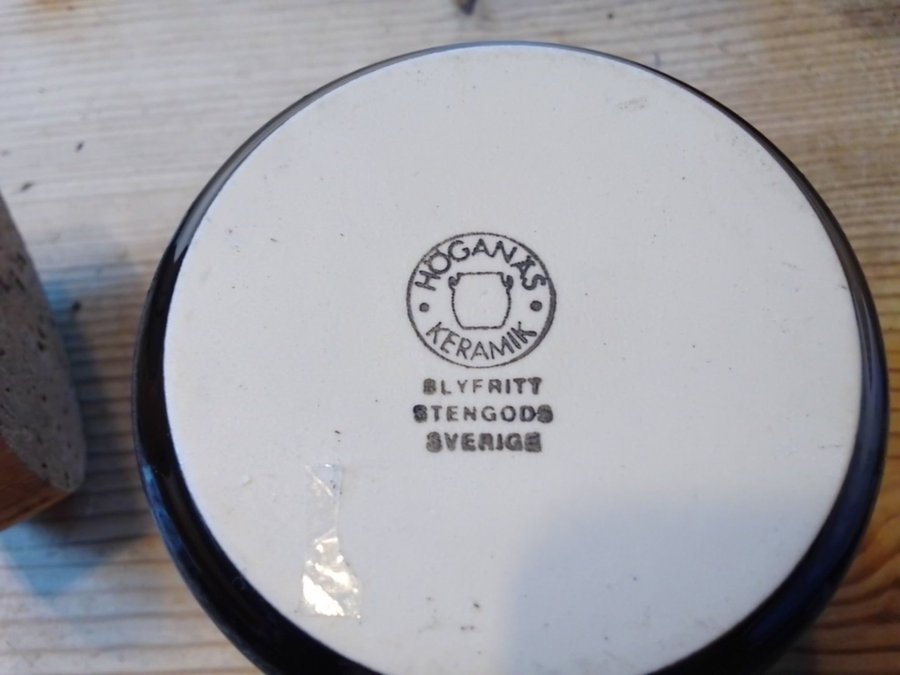 HÖGANÄS
KERAMIK
BLYFRITT
STENGODS
SVERIGE